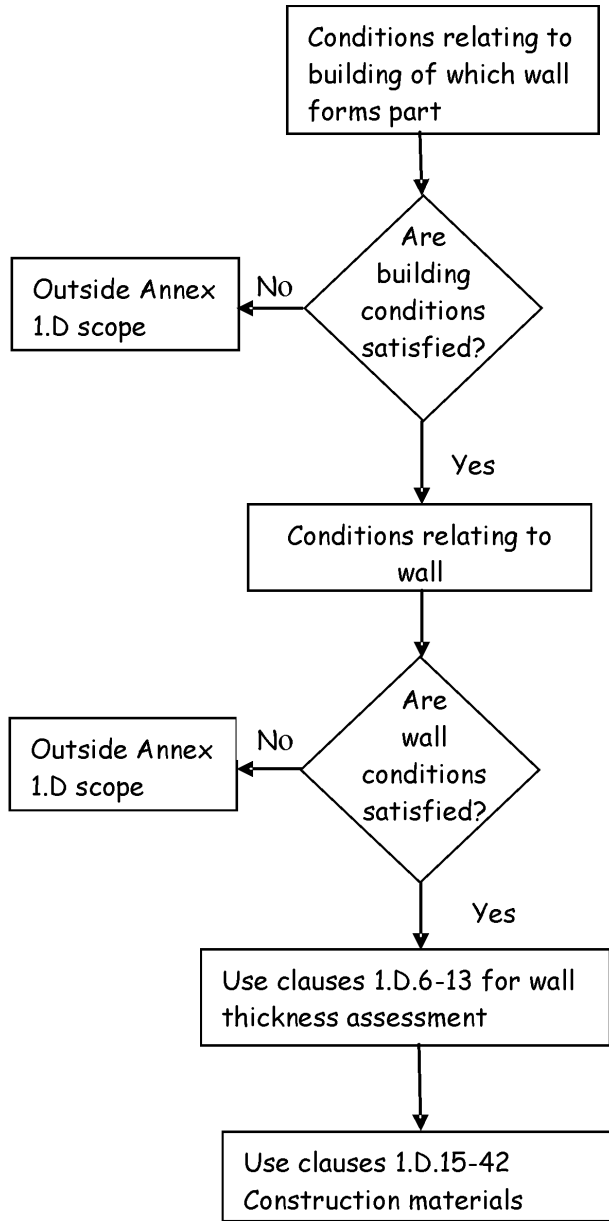 Conditions relating to
building of which wall
forms part
Are
building
conditions
satisfied?
No
Outside Annex
1.D scope
Yes
Conditions relating to
wall
Are
wall
conditions
satisfied?
No
Outside Annex
1.D scope
Yes
Use clauses 1.D.6-13 for wall
thickness assessment
Use clauses 1.D.15-42
Construction materials